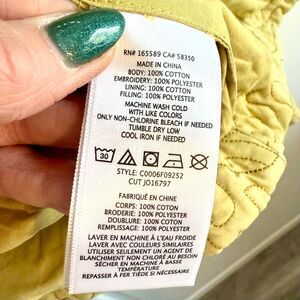 RN# 165589 CA# 58350
MADE IN CHINA
BODY: 100% COTTON
EMBROIDERY: 100% POLYESTER
LINING: 100% COTTON
FILLING: 100% POLYESTER
MACHINE WASH COLD
WITH LIKE COLORS
ONLY NON-CHLORINE BLEACH IF NEEDED
TUMBLE DRY LOW
COOL IRON IF NEEDED
30
STYLE: C0006F09252
CUT JO16797
FABRIQUÉ EN CHINE
CORPS: 100% COTON
BRODERIE: 100% POLYESTER
DOUBLURE: 100% COTON
REMPLISSAGE: 100% POLYESTER
LAVER EN MACHINE À L'EAU FROIDE
LAVER AVEC COULEURS SIMILAIRES
UTILISER SEULEMENT D'UN AGENT
BLANCHIMENT NON-CHLORÉ AU BESOIN
SÉCHER EN MACHINE À BASSE
TEMPÉRATURE
REPASSER À FER TIÈDE SI NÉCESSAIRE